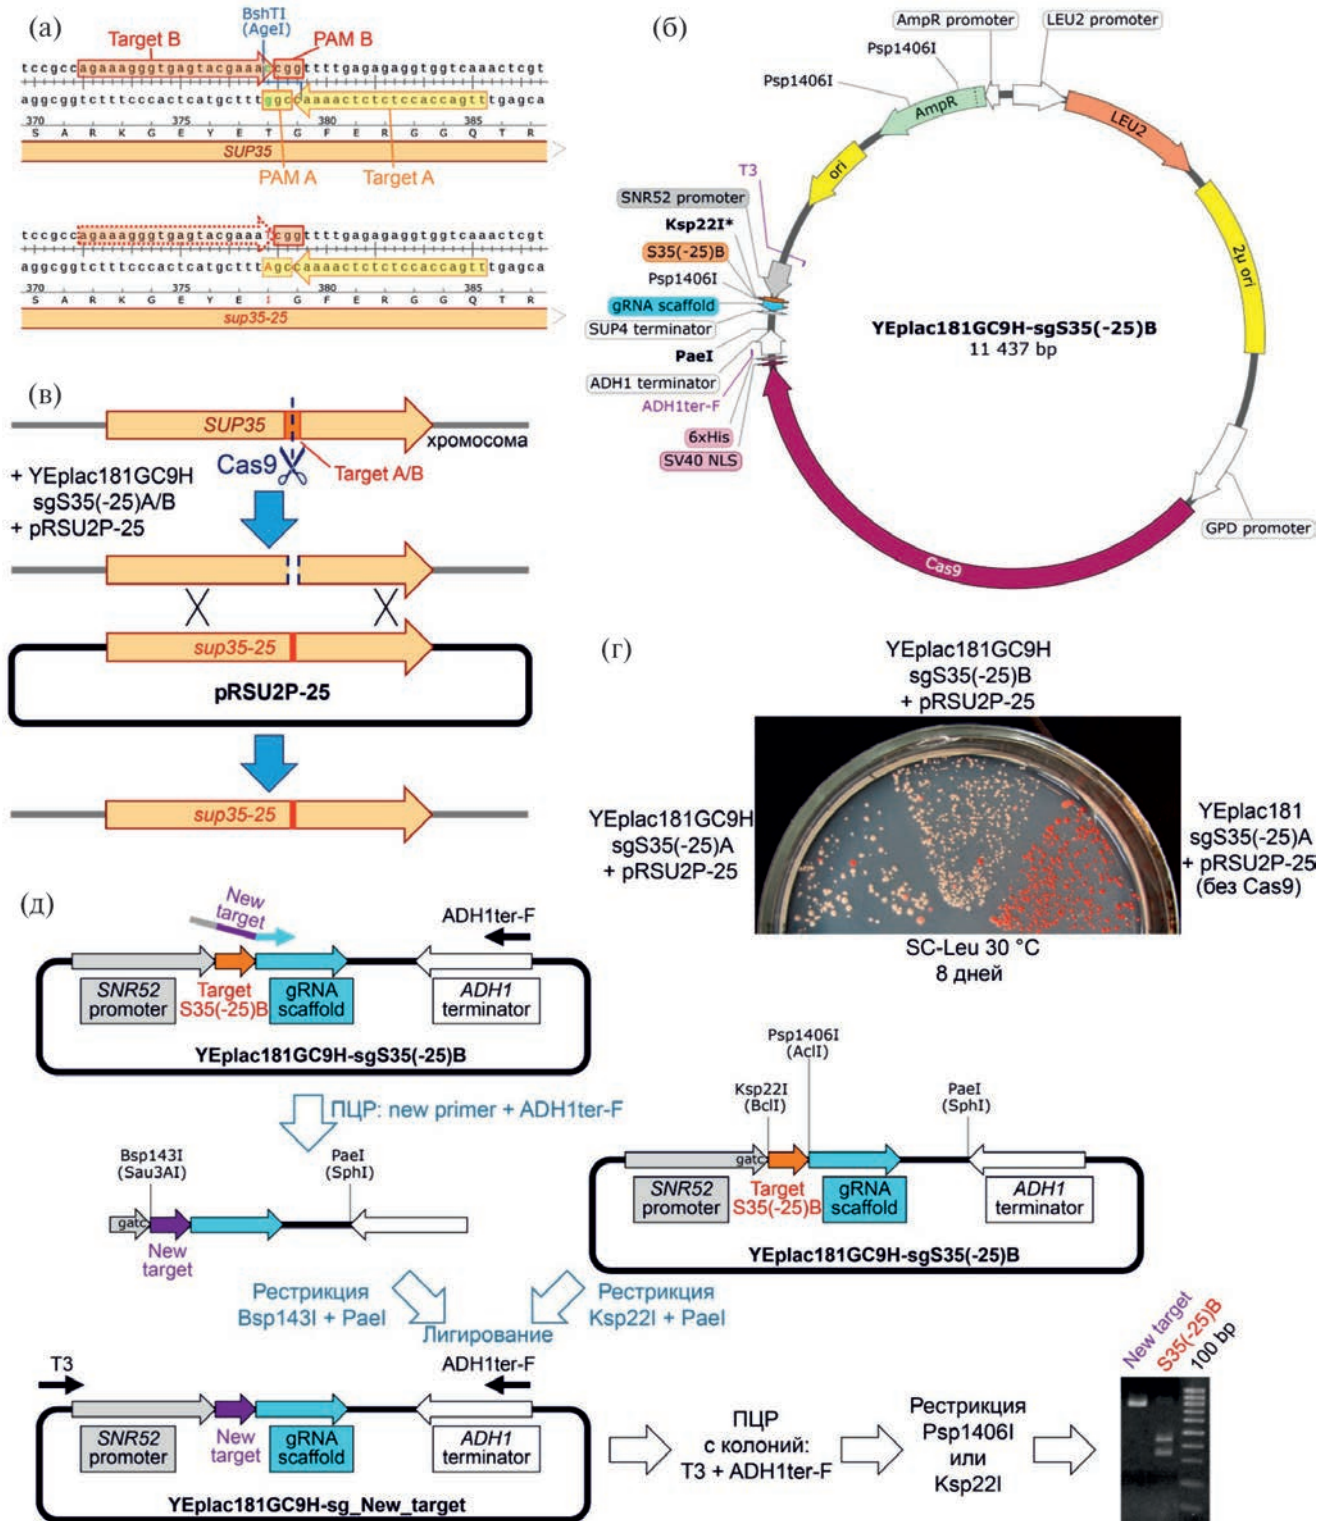 (а)
BshTI
(AgeI)
Target B
PAM B
tccgccagaaagggtgagtacgaaaccggttttgagagaggtggtcaaactcgt
aggcggtctttcccactcatgctttggccaaaactctctccaccagtttgagca
370 375 380 385
S A R K G E Y E T G F E R G G Q T R
SUP35
PAM A
Target A
tccgccagaaagggtgagtacgaaatcggttttgagagaggtggtcaaactcgt
aggcggtctttcccactcatgctttAgccaaaactctctccaccagtttgagca
370 375 380 385
S A R K G E Y E I G F E R G G Q T R
sup35-25
(б)
AmpR promoter
LEU2 promoter
Psp1406I
Psp1406I
AmpR
LEU2
ori
T3
SNR52 promoter
Ksp22I*
S35(-25)B
Psp1406I
gRNA scaffold
SUP4 terminator
PaeI
ADH1 terminator
ADH1ter-F
6xHis
SV40 NLS
2μ ori
YEplac181GC9H-sgS35(-25)B
11 437 bp
GPD promoter
Cas9
(в)
SUP35
хромосома
Cas9
Target A/B
+ YEplac181GC9H
sgS35(-25)A/B
+ pRSU2P-25
sup35-25
pRSU2P-25
sup35-25
(г)
YEplac181GC9H
sgS35(-25)B
+ pRSU2P-25
YEplac181GC9H
sgS35(-25)A
+ pRSU2P-25
YEplac181
sgS35(-25)A
+ pRSU2P-25
(без Cas9)
SC-Leu 30 °C
8 дней
(д)
New
target
ADH1ter-F
SNR52
promoter
Target
S35(-25)B
gRNA
scaffold
ADH1
terminator
YEplac181GC9H-sgS35(-25)B
ПЦР: new primer + ADH1ter-F
Bsp143I
(Sau3AI)
PaeI
(SphI)
gatc
New
target
Psp1406I
(AclI)
Ksp22I
(BclI)
PaeI
(SphI)
gatc
SNR52
promoter
Target
S35(-25)B
gRNA
scaffold
ADH1
terminator
YEplac181GC9H-sgS35(-25)B
Рестрикция
Bsp143I + PaeI
Рестрикция
Ksp22I + PaeI
Лигирование
T3
ADH1ter-F
SNR52
promoter
New
target
gRNA
scaffold
ADH1
terminator
YEplac181GC9H-sg_New_target
ПЦР
с колоний:
T3 + ADH1ter-F
Рестрикция
Psp1406I
или
Ksp22I
New target
S35(-25)B
100 bp